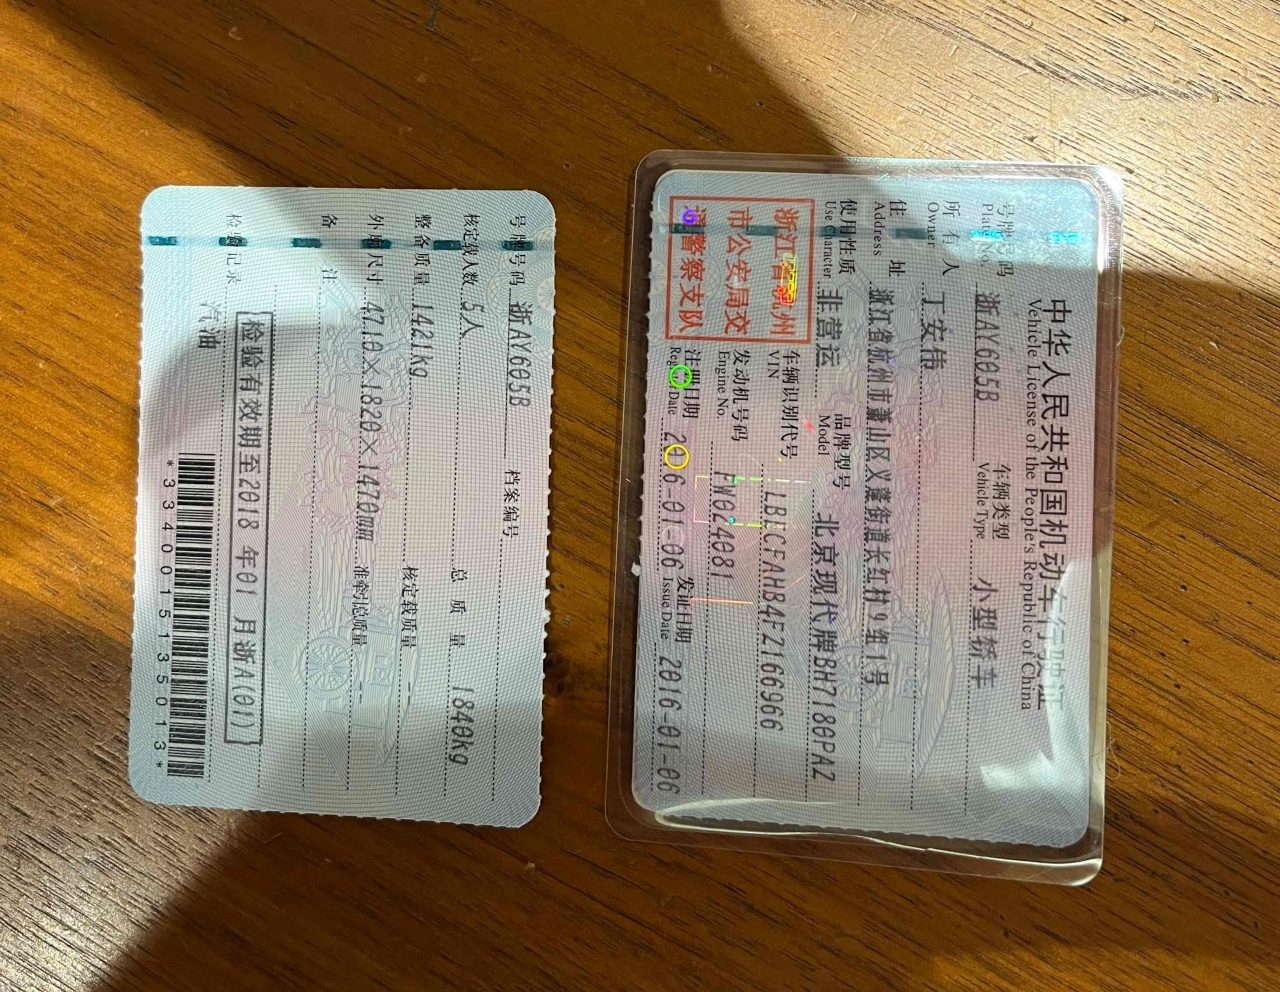 中华人民共和国机动车行驶证
Vehicle License of the People's Republic of China
号牌号码 浙AY605B 车辆类型 小型轿车
Plate No. Vehicle Type
所有人 丁安伟
Owner
住址 浙江省杭州市萧山区义蓬街道长红村9组1号
Address
使用性质 非营运 品牌型号 北京现代牌BH7180PAZ
Use Character Model
浙江省杭州市公安局交通警察支队
车辆识别代号 LBECFAHB4FZ166966
VIN
发动机号码 FW024081
Engine No.
注册日期 2016-01-06 发证日期 2016-01-06
Register Date Issue Date
号牌号码 浙AY605B 档案编号
核定载人数 5人 总质量 1840kg
整备质量 1421kg 核定载质量
外廓尺寸 4710×1820×1470mm 准牵引总质量
备注
检验有效期至2018年01月浙A(01)
检验记录
汽油
*3340015135013*